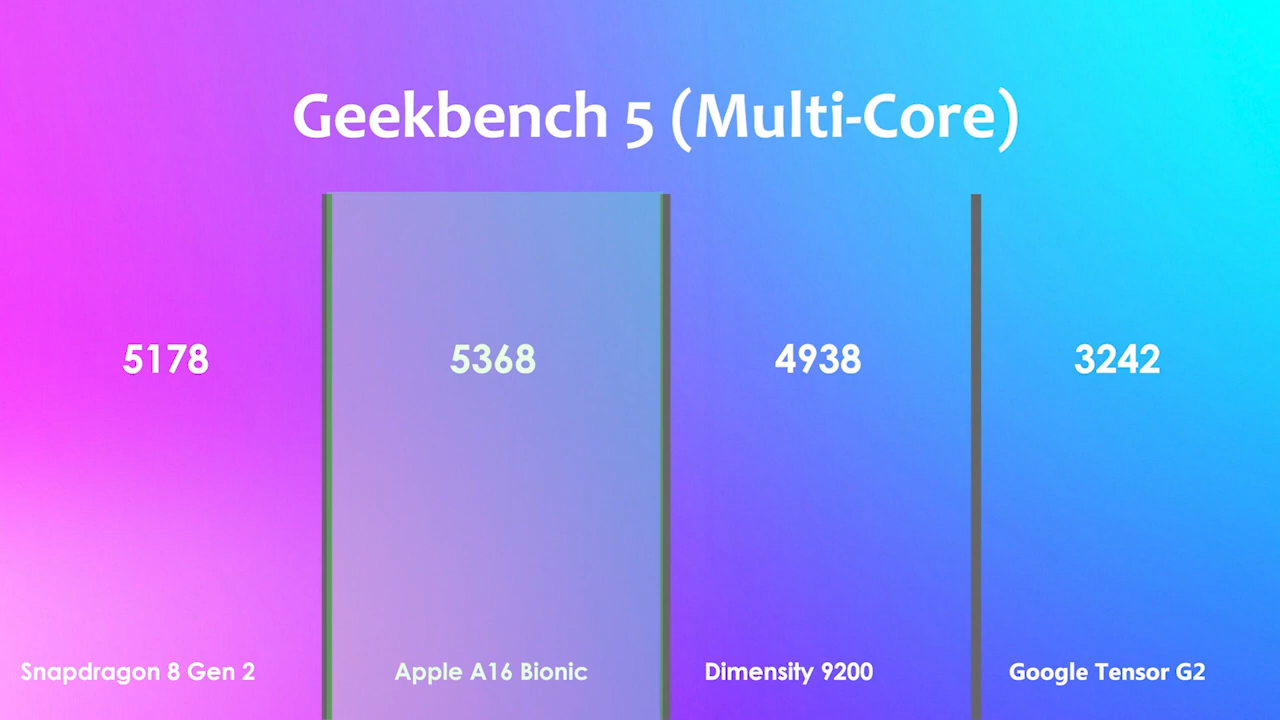 Geekbench 5 (Multi-Core)
5178
5368
4938
3242
Snapdragon 8 Gen 2
Apple A16 Bionic
Dimensity 9200
Google Tensor G2